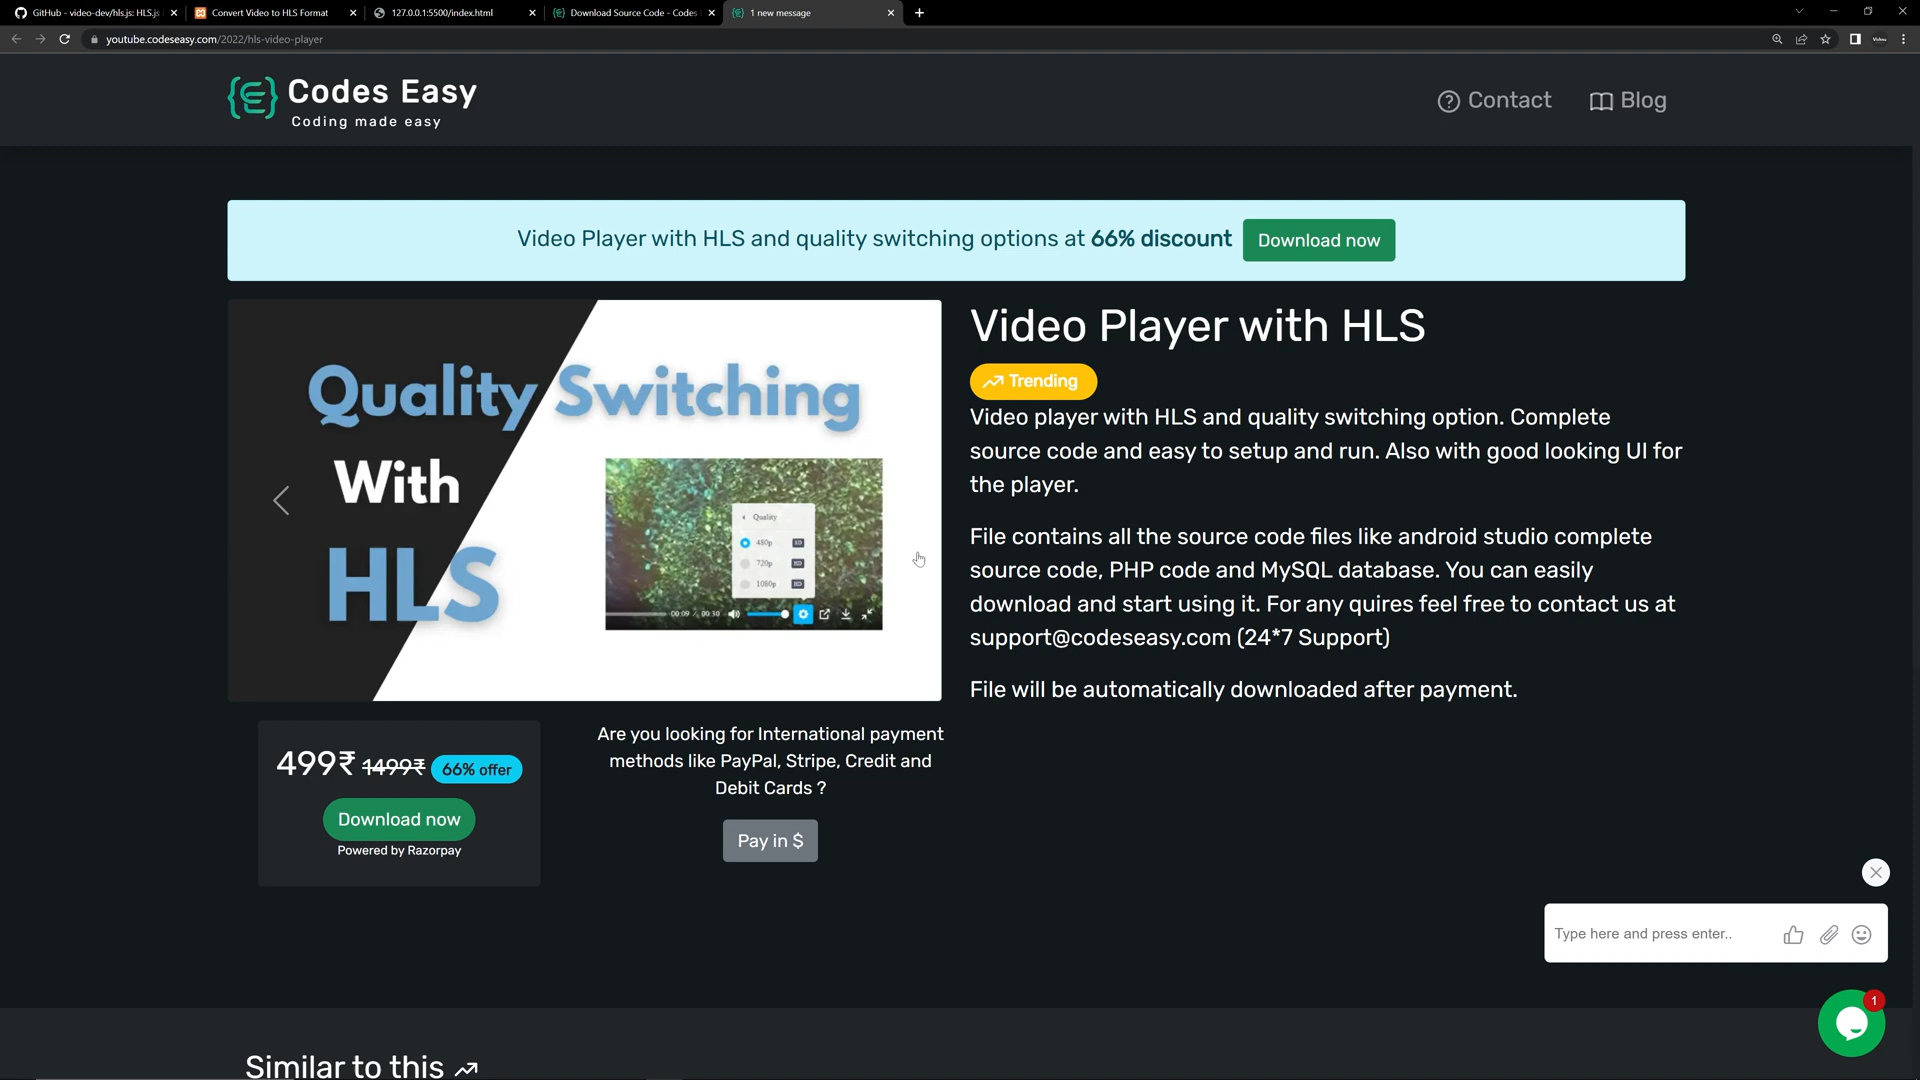 GitHub - video-dev/hls.js: HLS.js
Convert Video to HLS Format
127.0.0.1:5500/index.html
Download Source Code - Codes
1 new message
youtube.codeseasy.com/2022/hls-video-player
Codes Easy
Coding made easy
Contact
Blog
Video Player with HLS and quality switching options at 66% discount
Download now
Quality Switching
With
HLS
Quality
480p
720p
1080p
00:09
00:30
Video Player with HLS
Trending
Video player with HLS and quality switching option. Complete
source code and easy to setup and run. Also with good looking UI for
the player.
File contains all the source code files like android studio complete
source code, PHP code and MySQL database. You can easily
download and start using it. For any quires feel free to contact us at
support@codeseasy.com (24*7 Support)
File will be automatically downloaded after payment.
499₹ 1499₹ 66% offer
Download now
Powered by Razorpay
Are you looking for International payment
methods like PayPal, Stripe, Credit and
Debit Cards ?
Pay in $
Type here and press enter..
1
Similar to this